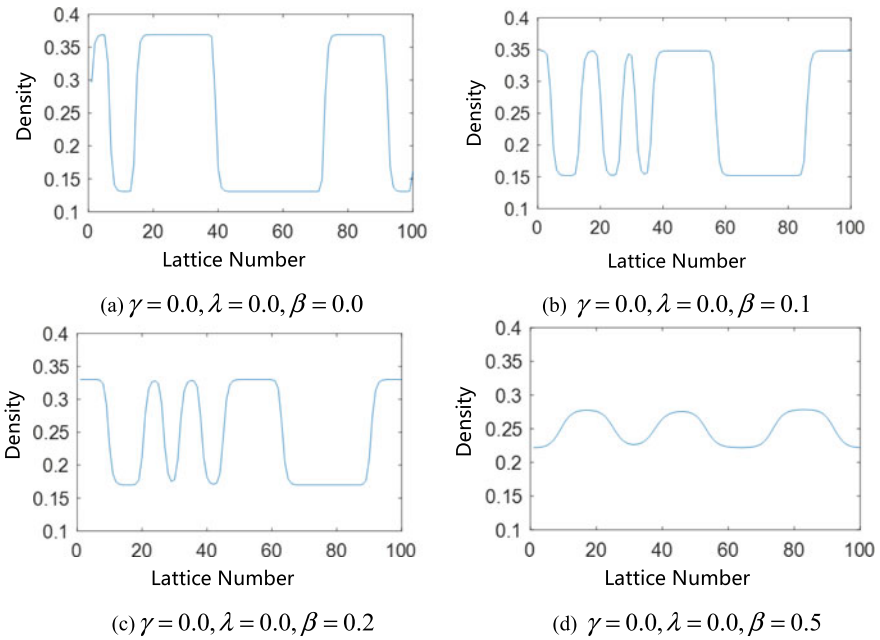 0.4
0.35
0.3
0.25
0.2
0.15
0.1
Density
0 20 40 60 80 100
Lattice Number
(a) γ = 0.0, λ = 0.0, β = 0.0
0.4
0.35
0.3
0.25
0.2
0.15
0.1
Density
0 20 40 60 80 100
Lattice Number
(b) γ = 0.0, λ = 0.0, β = 0.1
0.4
0.35
0.3
0.25
0.2
0.15
0.1
Density
0 20 40 60 80 100
Lattice Number
(c) γ = 0.0, λ = 0.0, β = 0.2
0.4
0.35
0.3
0.25
0.2
0.15
0.1
Density
0 20 40 60 80 100
Lattice Number
(d) γ = 0.0, λ = 0.0, β = 0.5